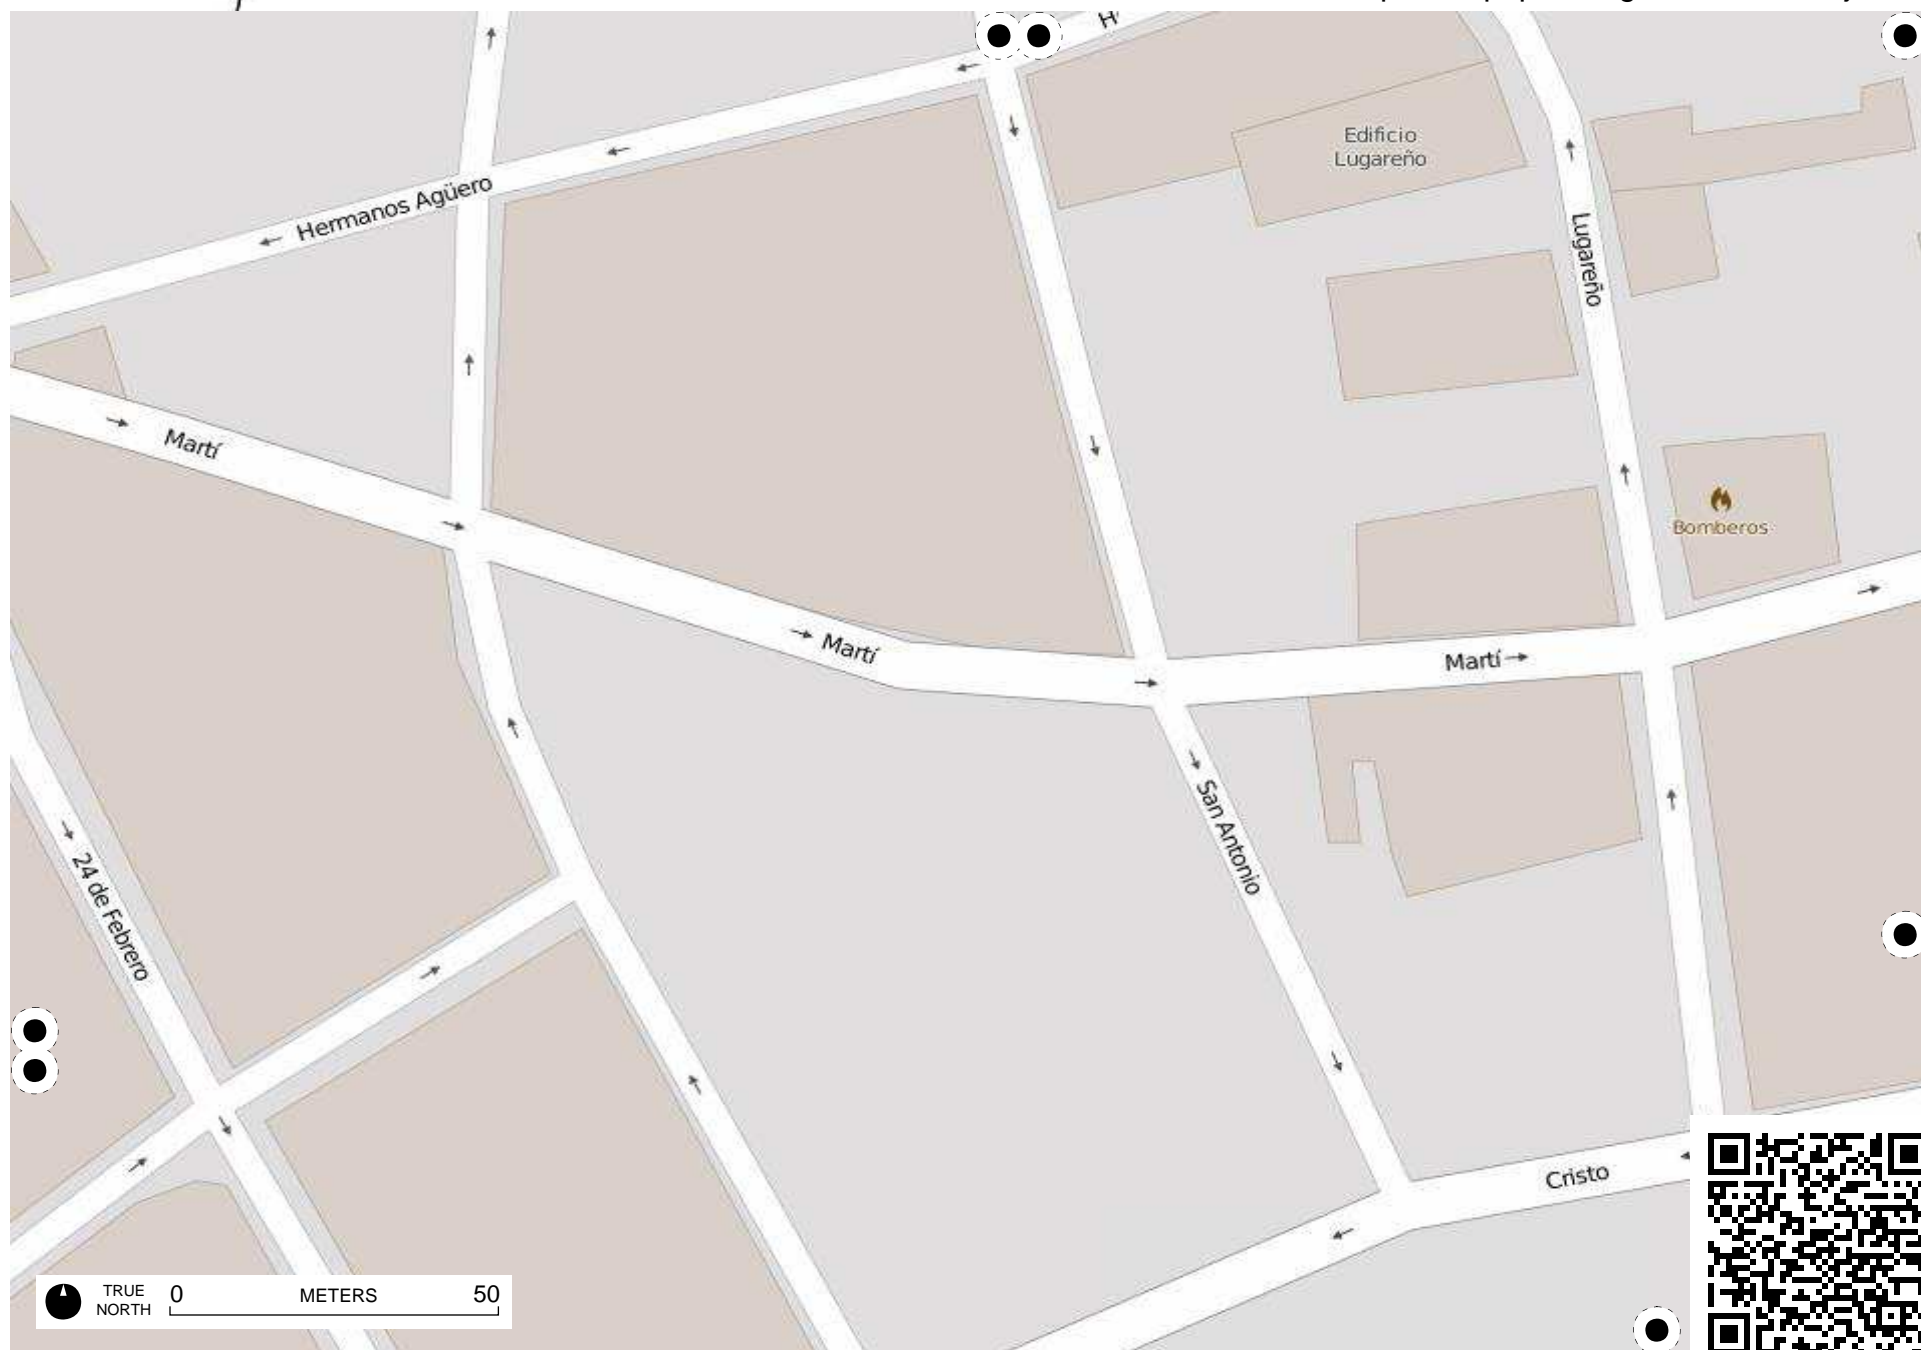 Edificio
Lugareño
Hermanos Agüero
Lugareño
Martí
Bomberos
Martí
Martí
San Antonio
24 de Febrero
Cristo
TRUE
NORTH
0 METERS 50